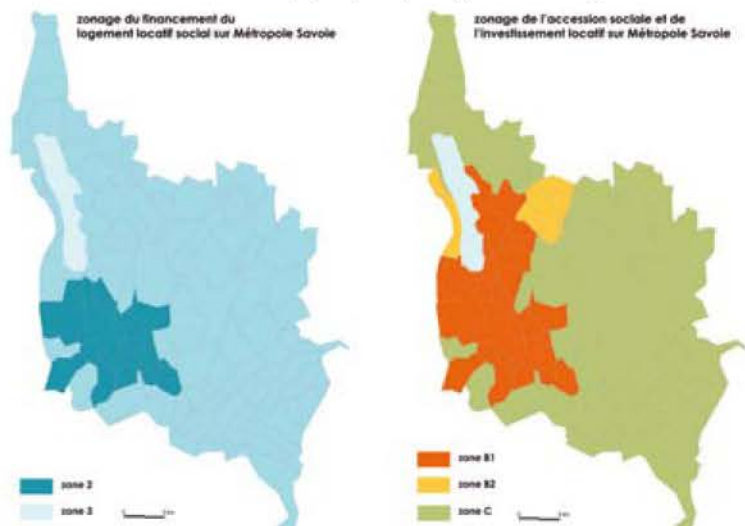 zonage du financement du
logement locatif social sur Métropole Savoie
zonage de l'accession sociale et de
l'investissement locatif sur Métropole Savoie
zone 2
zone 3
zone B1
zone B2
zone C